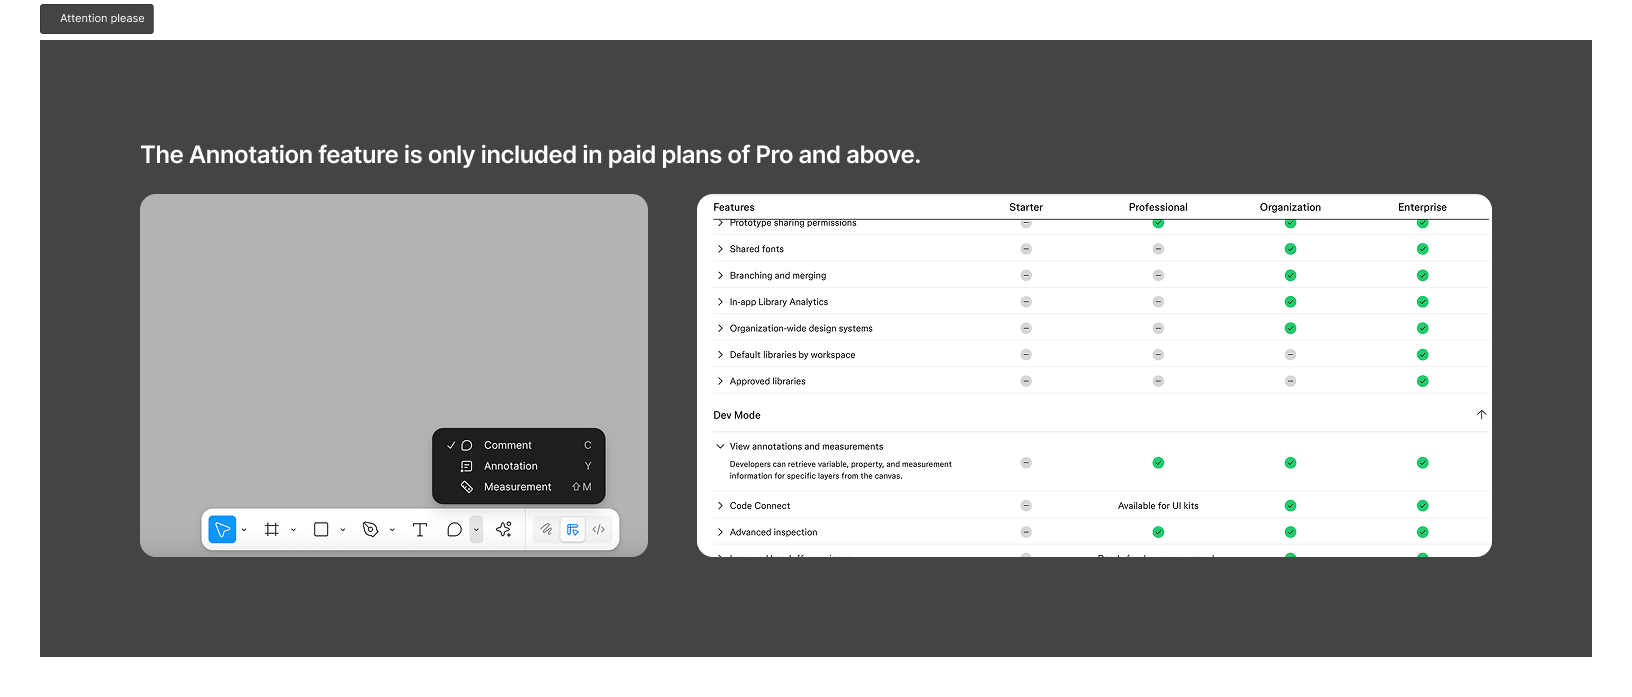 Attention please
The Annotation feature is only included in paid plans of Pro and above.
Comment C
Annotation Y
Measurement ⇧M
Features Starter Professional Organization Enterprise
Prototype sharing permissions
Shared fonts
Branching and merging
In-app Library Analytics
Organization-wide design systems
Default libraries by workspace
Approved libraries
Dev Mode
View annotations and measurements
Developers can retrieve variable, property, and measurement
information for specific layers from the canvas.
Code Connect Available for UI kits
Advanced inspection